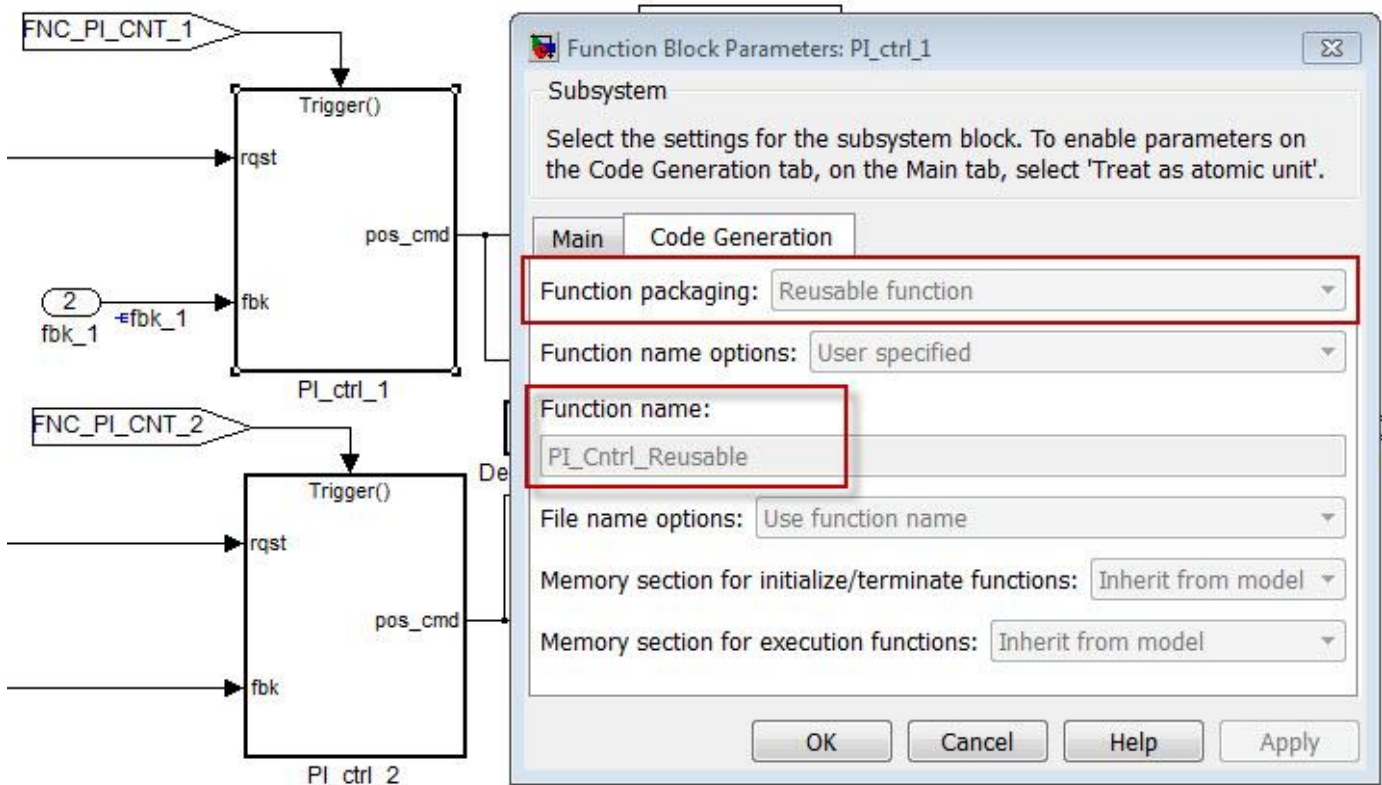 FNC_PI_CNT_1
Trigger()
rqst
pos_cmd
fbk
2
fbk_1
fbk_1
PI_ctrl_1
FNC_PI_CNT_2
De
Trigger()
rqst
pos_cmd
fbk
PI_ctrl_2
Function Block Parameters: PI_ctrl_1
Subsystem
Select the settings for the subsystem block. To enable parameters on
the Code Generation tab, on the Main tab, select 'Treat as atomic unit'.
Main Code Generation
Function packaging: Reusable function
Function name options: User specified
Function name:
PI_Cntrl_Reusable
File name options: Use function name
Memory section for initialize/terminate functions: Inherit from model
Memory section for execution functions: Inherit from model
OK Cancel Help Apply